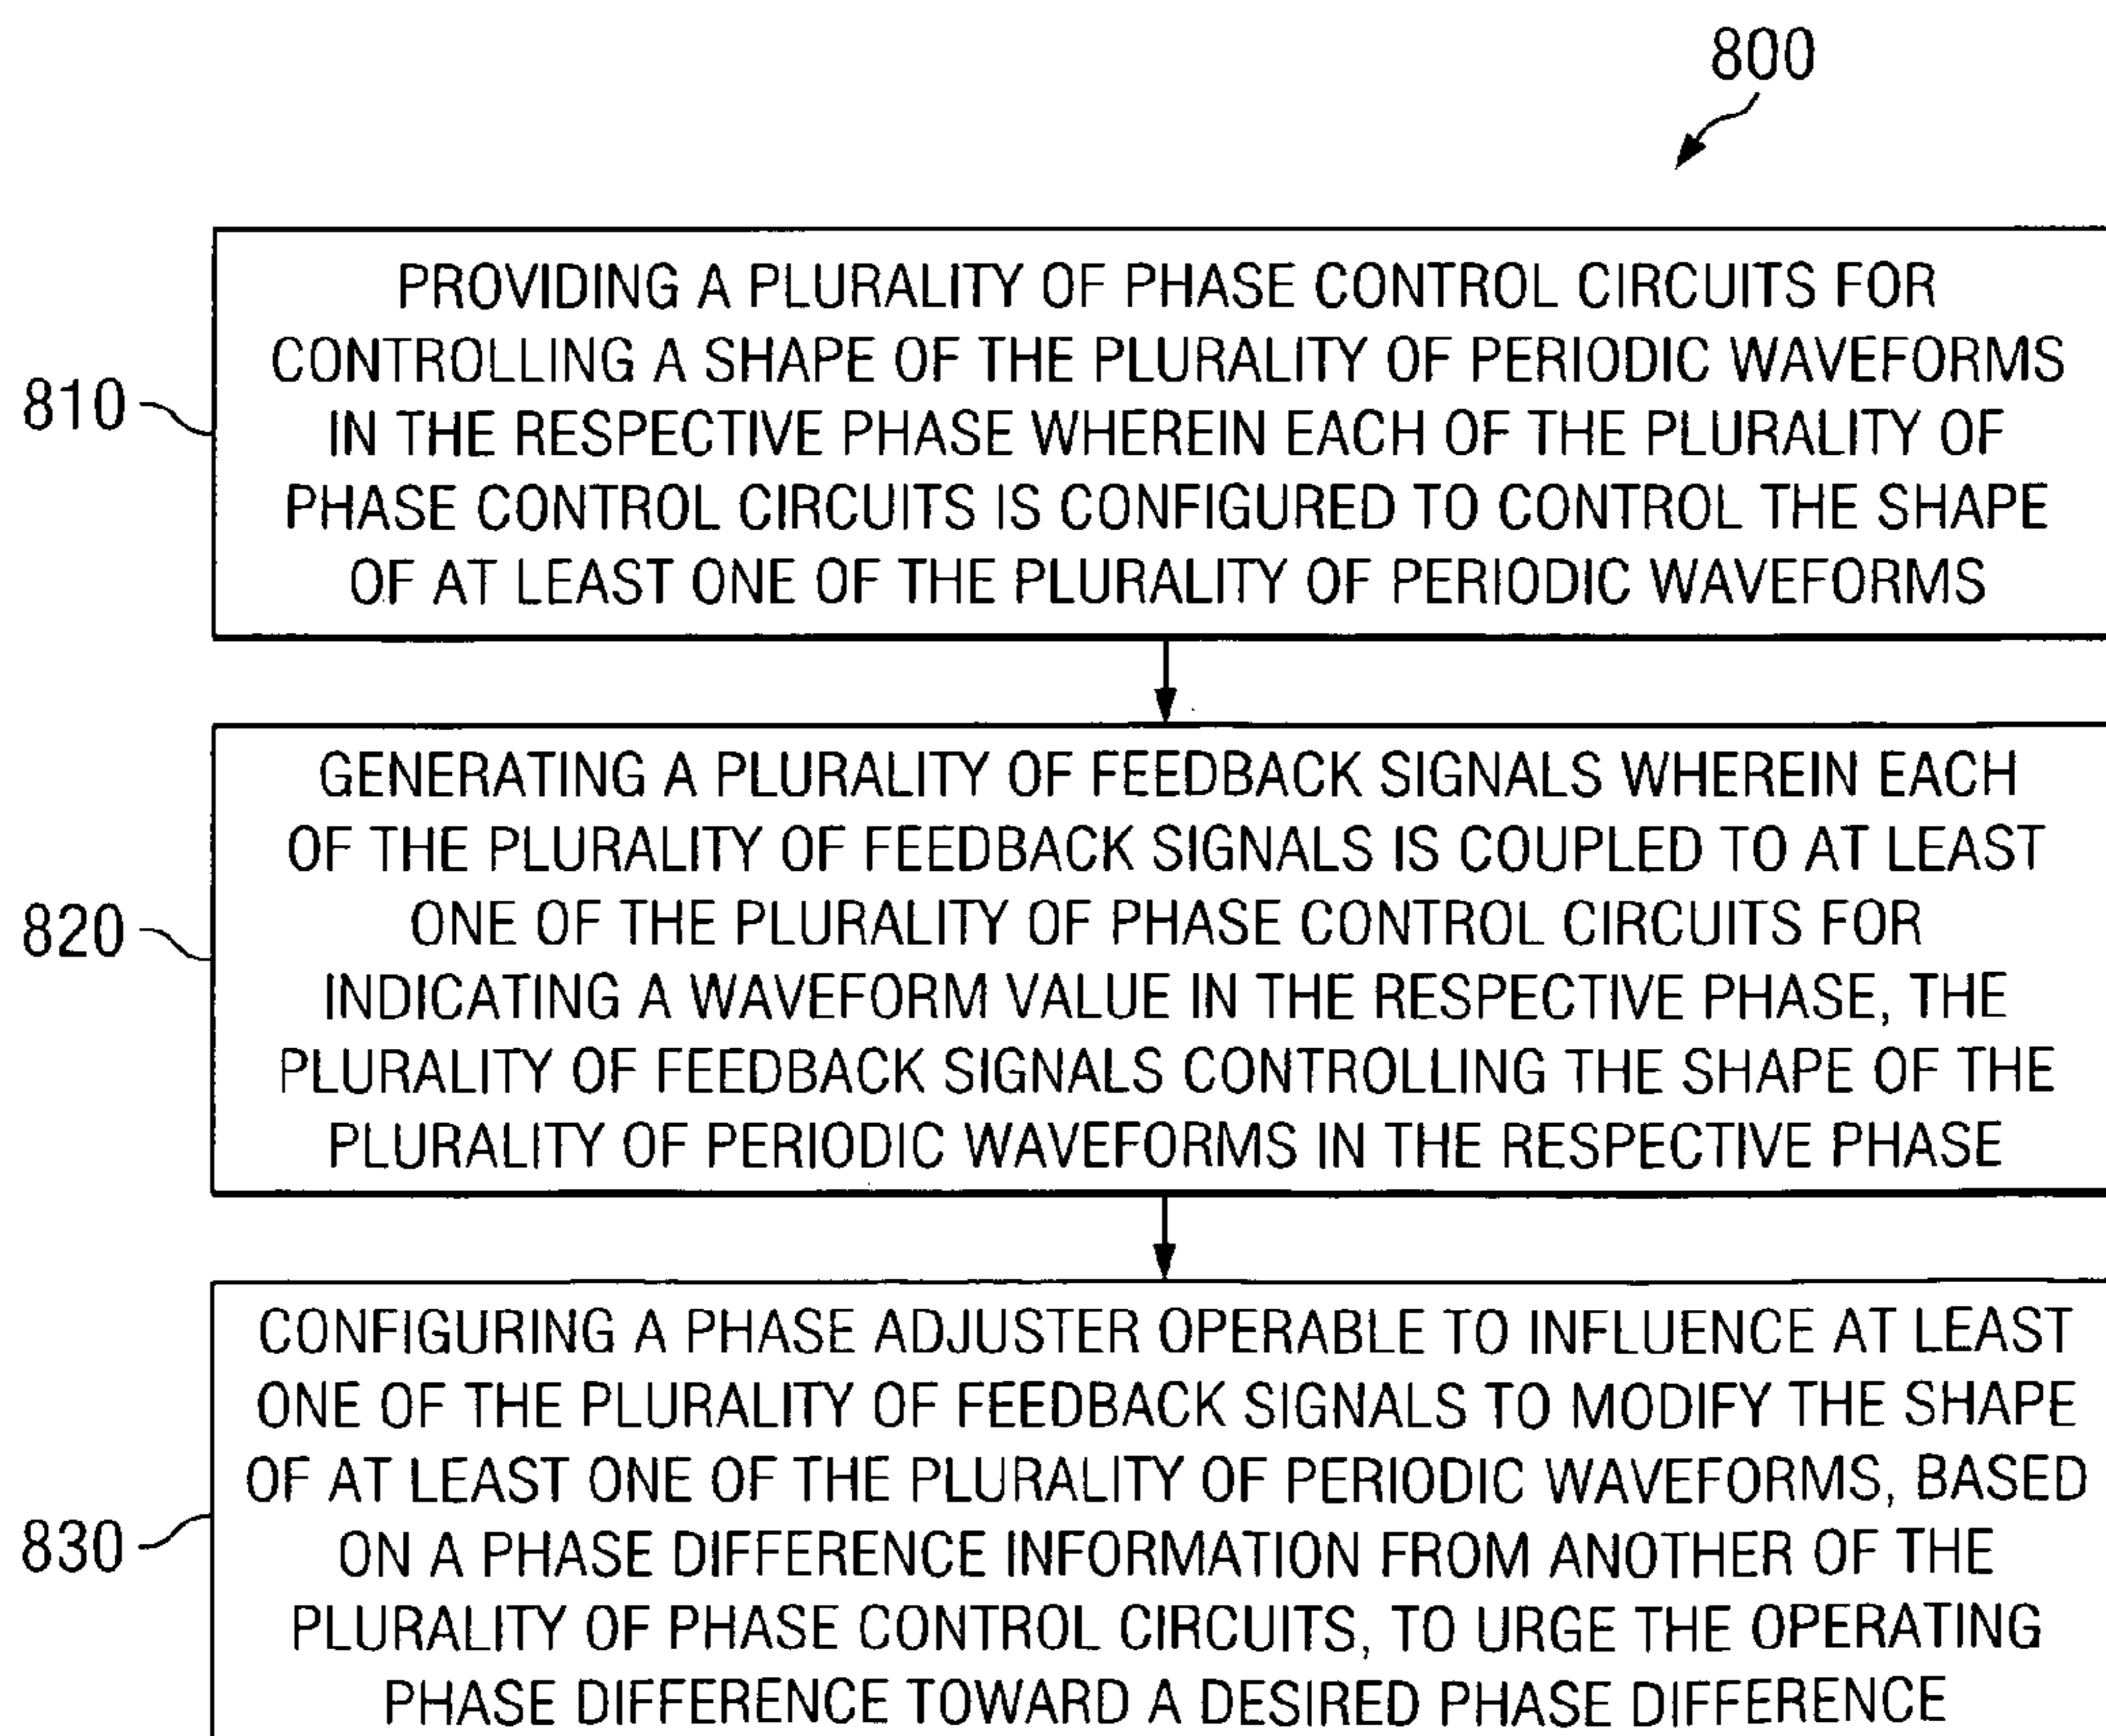 800
810
PROVIDING A PLURALITY OF PHASE CONTROL CIRCUITS FOR
CONTROLLING A SHAPE OF THE PLURALITY OF PERIODIC WAVEFORMS
IN THE RESPECTIVE PHASE WHEREIN EACH OF THE PLURALITY OF
PHASE CONTROL CIRCUITS IS CONFIGURED TO CONTROL THE SHAPE
OF AT LEAST ONE OF THE PLURALITY OF PERIODIC WAVEFORMS
820
GENERATING A PLURALITY OF FEEDBACK SIGNALS WHEREIN EACH
OF THE PLURALITY OF FEEDBACK SIGNALS IS COUPLED TO AT LEAST
ONE OF THE PLURALITY OF PHASE CONTROL CIRCUITS FOR
INDICATING A WAVEFORM VALUE IN THE RESPECTIVE PHASE, THE
PLURALITY OF FEEDBACK SIGNALS CONTROLLING THE SHAPE OF THE
PLURALITY OF PERIODIC WAVEFORMS IN THE RESPECTIVE PHASE
830
CONFIGURING A PHASE ADJUSTER OPERABLE TO INFLUENCE AT LEAST
ONE OF THE PLURALITY OF FEEDBACK SIGNALS TO MODIFY THE SHAPE
OF AT LEAST ONE OF THE PLURALITY OF PERIODIC WAVEFORMS, BASED
ON A PHASE DIFFERENCE INFORMATION FROM ANOTHER OF THE
PLURALITY OF PHASE CONTROL CIRCUITS, TO URGE THE OPERATING
PHASE DIFFERENCE TOWARD A DESIRED PHASE DIFFERENCE